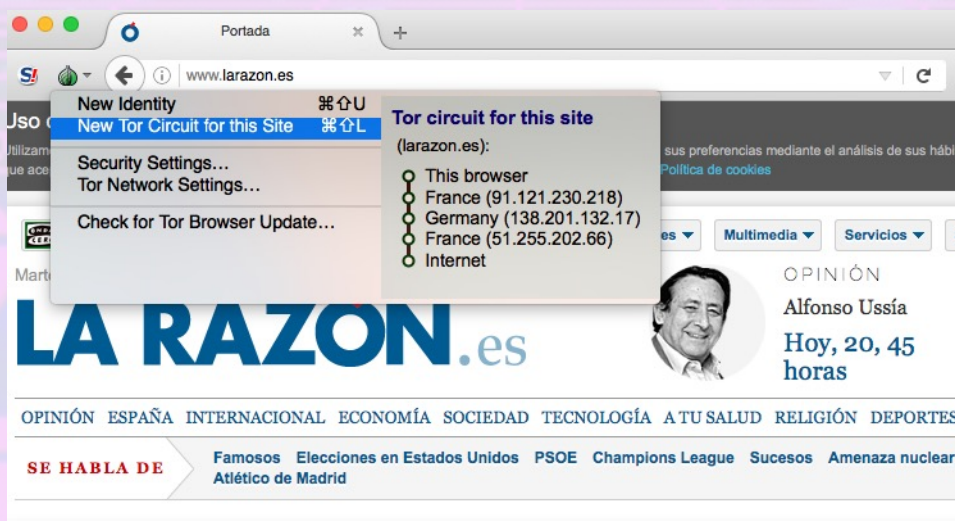 Portada
S!
www.larazon.es
New Identity ⌘⇧U
New Tor Circuit for this Site ⌘⇧L
Security Settings...
Tor Network Settings...
Check for Tor Browser Update...
Tor circuit for this site
(larazon.es):
This browser
France (91.121.230.218)
Germany (138.201.132.17)
France (51.255.202.66)
Internet
Uso
sus preferencias mediante el análisis de sus hábi
Política de cookies
es
Multimedia
Servicios
Mart
LA RAZON.es
OPINIÓN
Alfonso Ussía
Hoy, 20, 45
horas
OPINIÓN ESPAÑA INTERNACIONAL ECONOMÍA SOCIEDAD TECNOLOGÍA A TU SALUD RELIGIÓN DEPORTES
SE HABLA DE
Famosos Elecciones en Estados Unidos PSOE Champions League Sucesos Amenaza nuclear
Atlético de Madrid